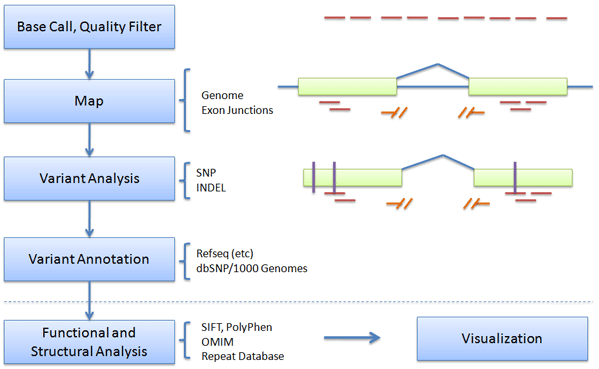 Base Call, Quality Filter
Map
Genome
Exon Junctions
Variant Analysis
SNP
INDEL
Variant Annotation
Refseq (etc)
dbSNP/1000 Genomes
Functional and
Structural Analysis
SIFT, PolyPhen
OMIM
Repeat Database
Visualization